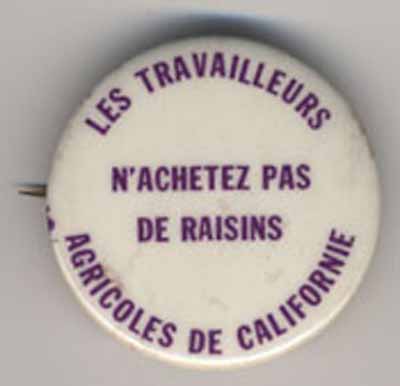 LES TRAVAILLEURS
N'ACHETEZ PAS
DE RAISINS
AGRICOLES DE CALIFORNIE